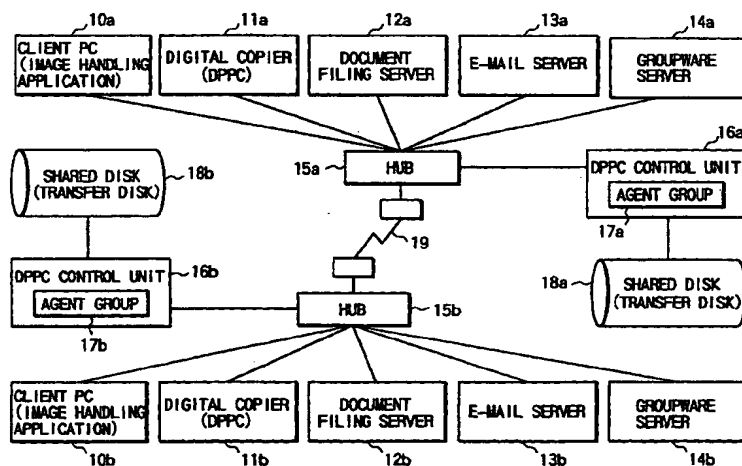 10a
11a
12a
13a
14a
CLIENT PC
(IMAGE HANDLING
APPLICATION)
DIGITAL COPIER
(DPPC)
DOCUMENT
FILING SERVER
E-MAIL SERVER
GROUPWARE
SERVER
16a
15a
HUB
DPPC CONTROL UNIT
AGENT GROUP
17a
SHARED DISK
(TRANSFER DISK)
18b
19
18a
SHARED DISK
(TRANSFER DISK)
DPPC CONTROL UNIT
16b
AGENT GROUP
17b
HUB
15b
CLIENT PC
(IMAGE HANDLING
APPLICATION)
DIGITAL COPIER
(DPPC)
DOCUMENT
FILING SERVER
E-MAIL SERVER
GROUPWARE
SERVER
10b
11b
12b
13b
14b